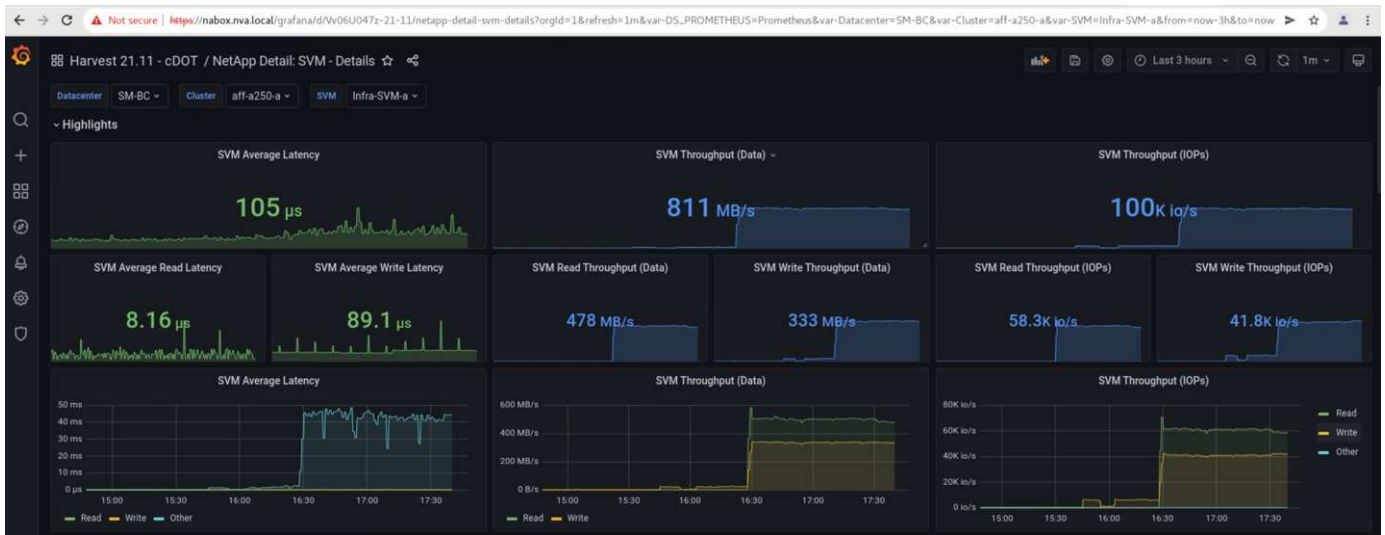 Not secure | https://nabox.nva.local/grafana/d/Vv06U047z-21-11/netapp-detail-svm-details?orgId=1&refresh=1m&var-DS_PROMETHEUS=Prometheus&var-Datacenter=SM-BC&var-Cluster=aff-a250-a&var-SVM=Infra-SVM-a&from=now-3h&to=now
Harvest 21.11 - cDOT / NetApp Detail: SVM - Details
Last 3 hours
1m
Datacenter SM-BC Cluster aff-a250-a SVM Infra-SVM-a
Highlights
SVM Average Latency
105 µs
SVM Throughput (Data)
811 MB/s
SVM Throughput (IOPs)
100K io/s
SVM Average Read Latency
8.16 µs
SVM Average Write Latency
89.1 µs
SVM Read Throughput (Data)
478 MB/s
SVM Write Throughput (Data)
333 MB/s
SVM Read Throughput (IOPs)
58.3K io/s
SVM Write Throughput (IOPs)
41.8K io/s
SVM Average Latency
50 ms
40 ms
30 ms
20 ms
10 ms
0 µs
15:00 15:30 16:00 16:30 17:00 17:30
Read Write Other
SVM Throughput (Data)
600 MB/s
400 MB/s
200 MB/s
0 B/s
15:00 15:30 16:00 16:30 17:00 17:30
Read Write
SVM Throughput (IOPs)
80K io/s
60K io/s
40K io/s
20K io/s
0 io/s
15:00 15:30 16:00 16:30 17:00 17:30
Read
Write
Other